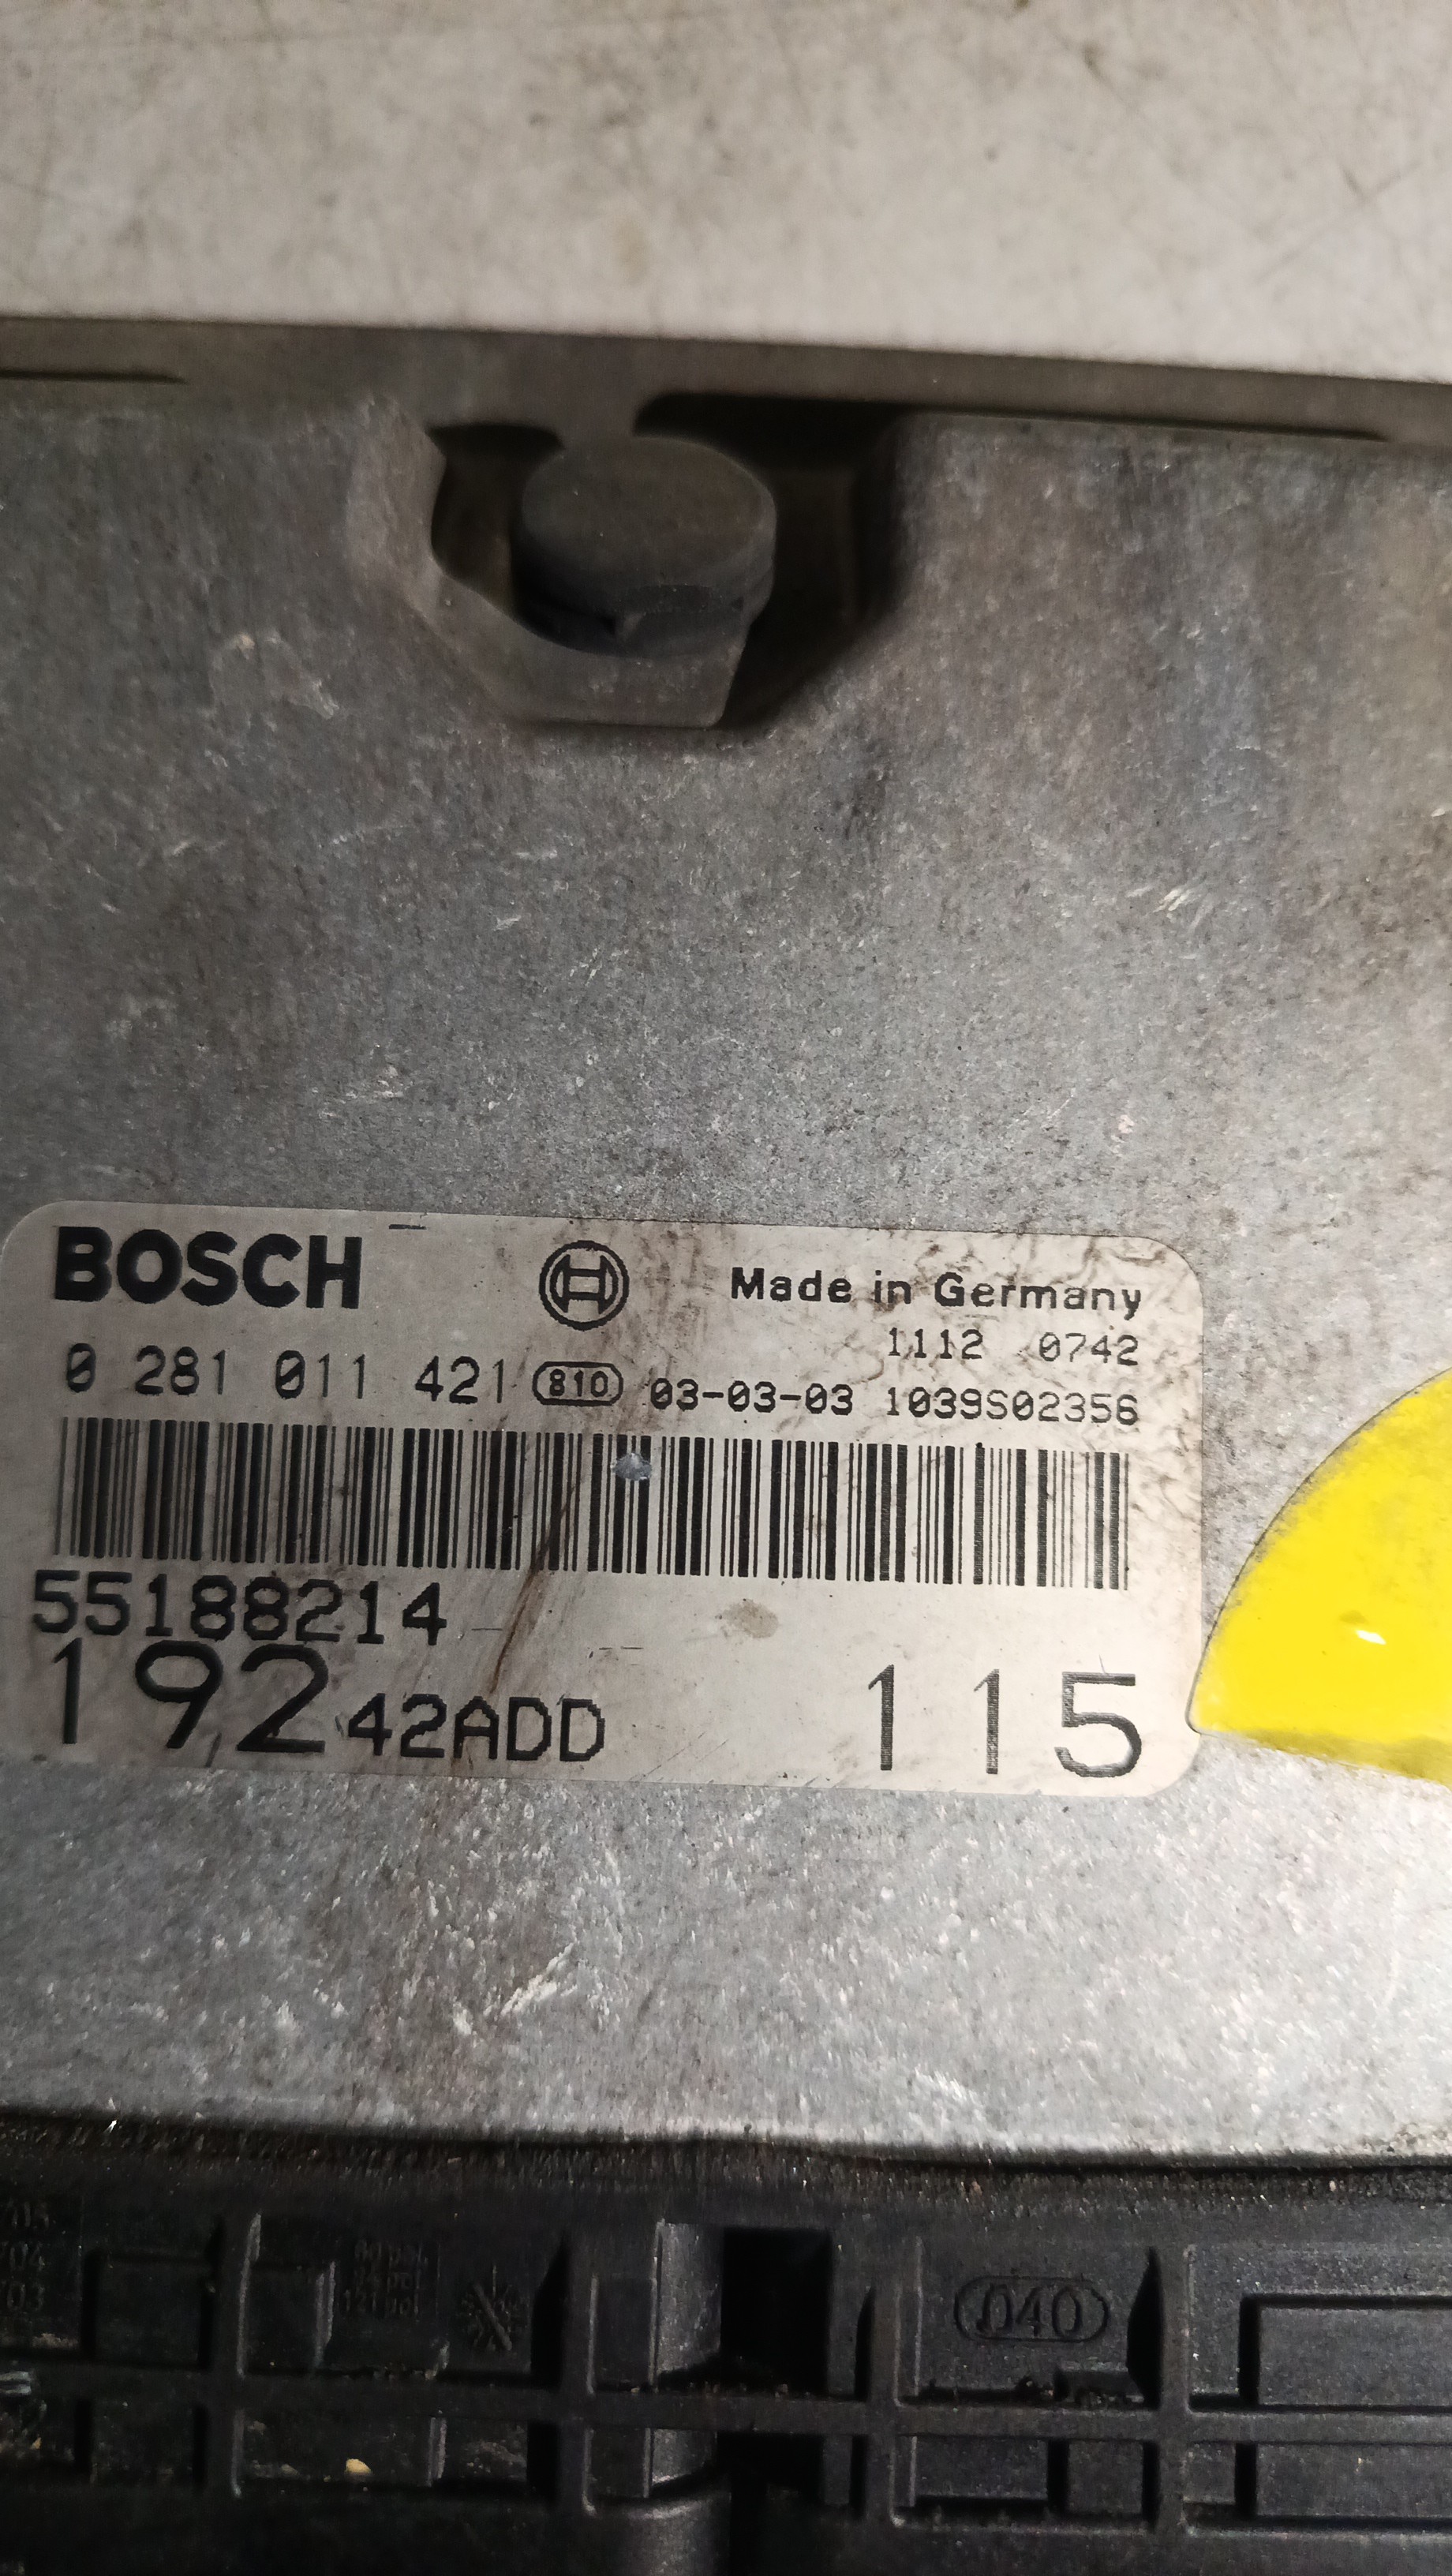 BOSCH Made in Germany
1112 0742
0 281 011 421 810 03-03-03 1039S02356
55188214
192 42ADD 115
040